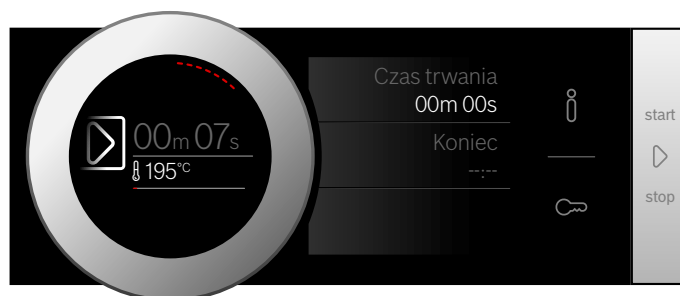 Czas trwania
00m 00s
Koniec
--:--
00m 07s
195°C
start
stop